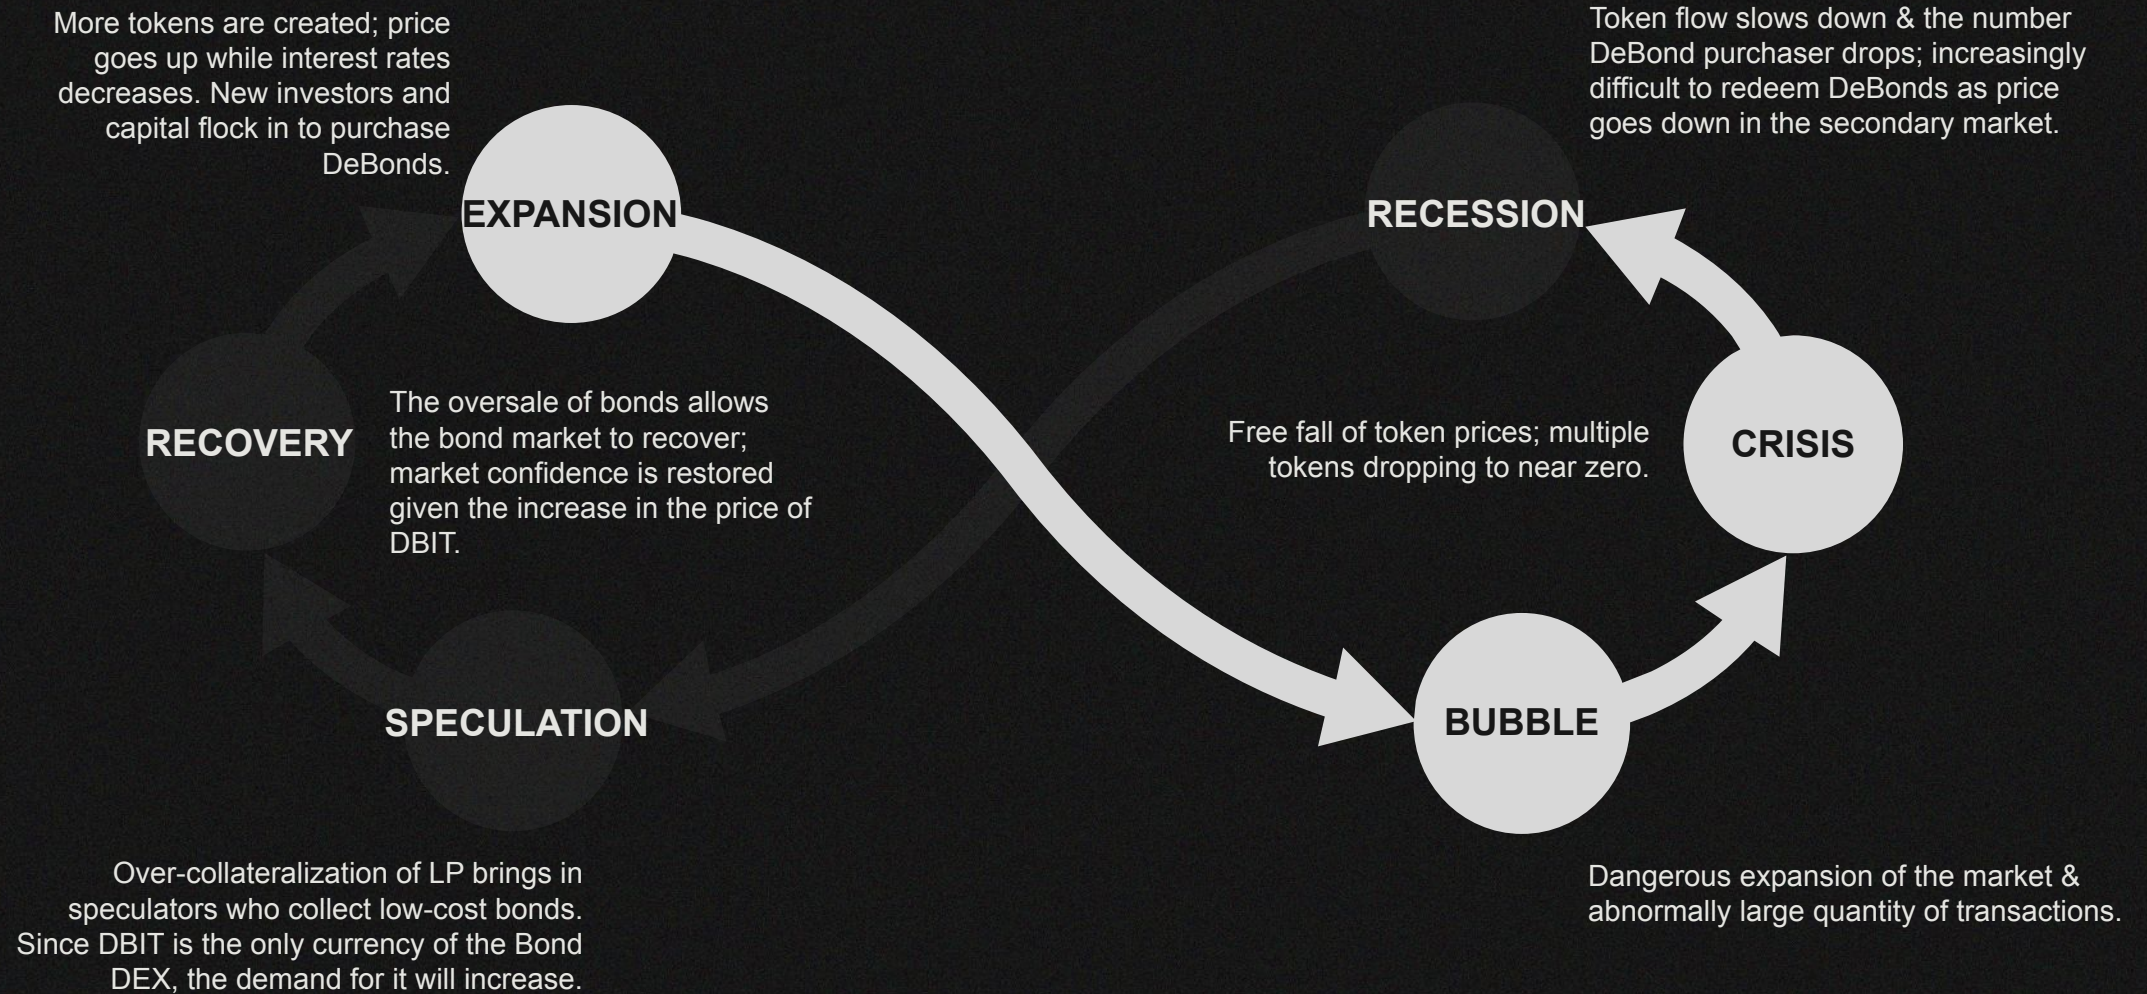 More tokens are created; price
goes up while interest rates
decreases. New investors and
capital flock in to purchase
DeBonds.
EXPANSION
Token flow slows down & the number
DeBond purchaser drops; increasingly
difficult to redeem DeBonds as price
goes down in the secondary market.
RECESSION
RECOVERY
The oversale of bonds allows
the bond market to recover;
market confidence is restored
given the increase in the price of
DBIT.
Free fall of token prices; multiple
tokens dropping to near zero.
CRISIS
SPECULATION
BUBBLE
Over-collateralization of LP brings in
speculators who collect low-cost bonds.
Since DBIT is the only currency of the Bond
DEX, the demand for it will increase.
Dangerous expansion of the market &
abnormally large quantity of transactions.